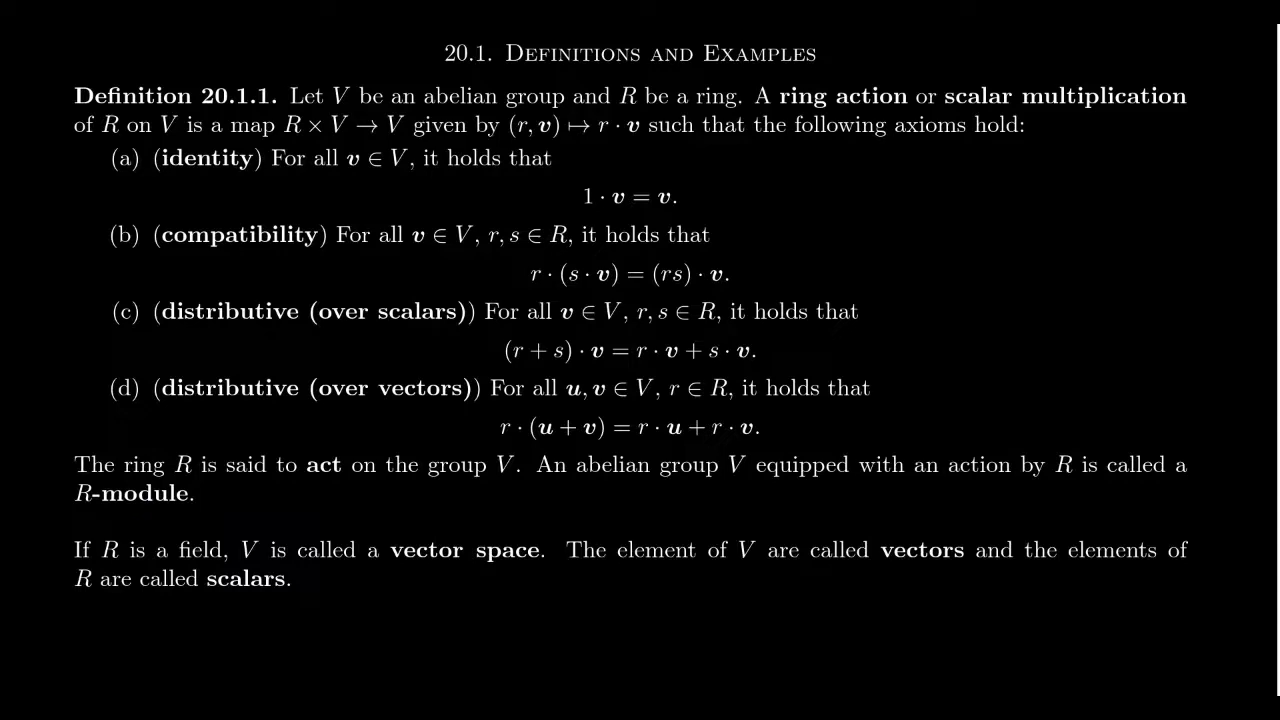 20.1. Definitions and Examples
Definition 20.1.1. Let V be an abelian group and R be a ring. A ring action or scalar multiplication
of R on V is a map R × V → V given by (r, v) ↦ r · v such that the following axioms hold:
(a) (identity) For all v ∈ V, it holds that
1 · v = v.
(b) (compatibility) For all v ∈ V, r, s ∈ R, it holds that
r · (s · v) = (rs) · v.
(c) (distributive (over scalars)) For all v ∈ V, r, s ∈ R, it holds that
(r + s) · v = r · v + s · v.
(d) (distributive (over vectors)) For all u, v ∈ V, r ∈ R, it holds that
r · (u + v) = r · u + r · v.
The ring R is said to act on the group V. An abelian group V equipped with an action by R is called a
R-module.
If R is a field, V is called a vector space. The element of V are called vectors and the elements of
R are called scalars.